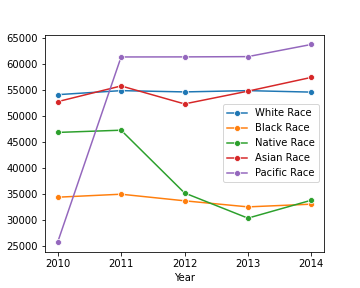 65000
60000
55000
50000
45000
40000
35000
30000
25000
White Race
Black Race
Native Race
Asian Race
Pacific Race
2010 2011 2012 2013 2014
Year